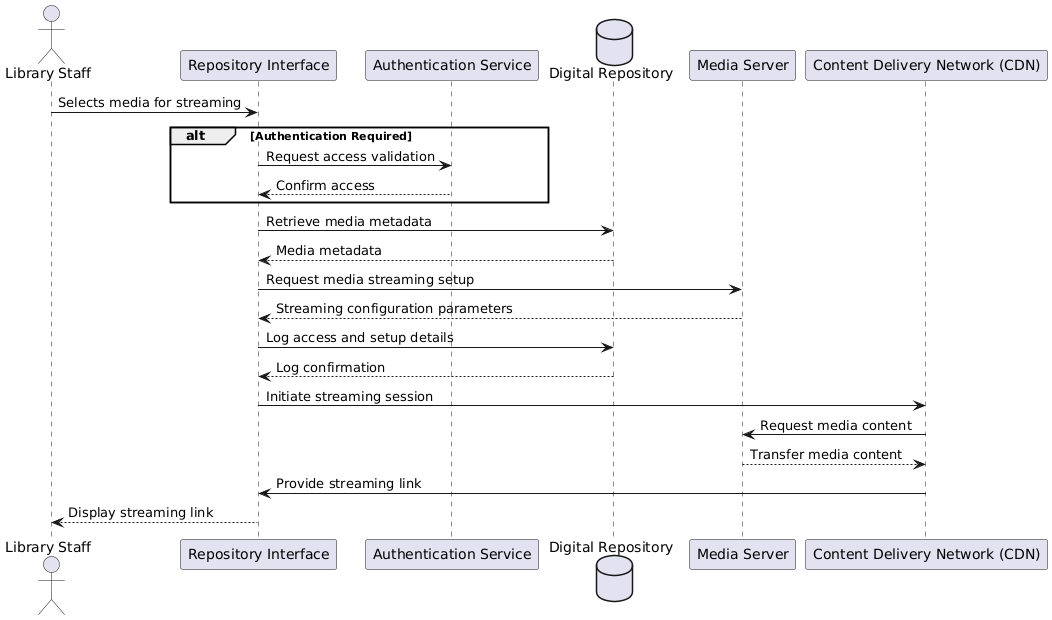 Library Staff
Repository Interface
Authentication Service
Digital Repository
Media Server
Content Delivery Network (CDN)
Selects media for streaming
alt [Authentication Required]
Request access validation
Confirm access
Retrieve media metadata
Media metadata
Request media streaming setup
Streaming configuration parameters
Log access and setup details
Log confirmation
Initiate streaming session
Request media content
Transfer media content
Provide streaming link
Display streaming link
Library Staff
Repository Interface
Authentication Service
Digital Repository
Media Server
Content Delivery Network (CDN)